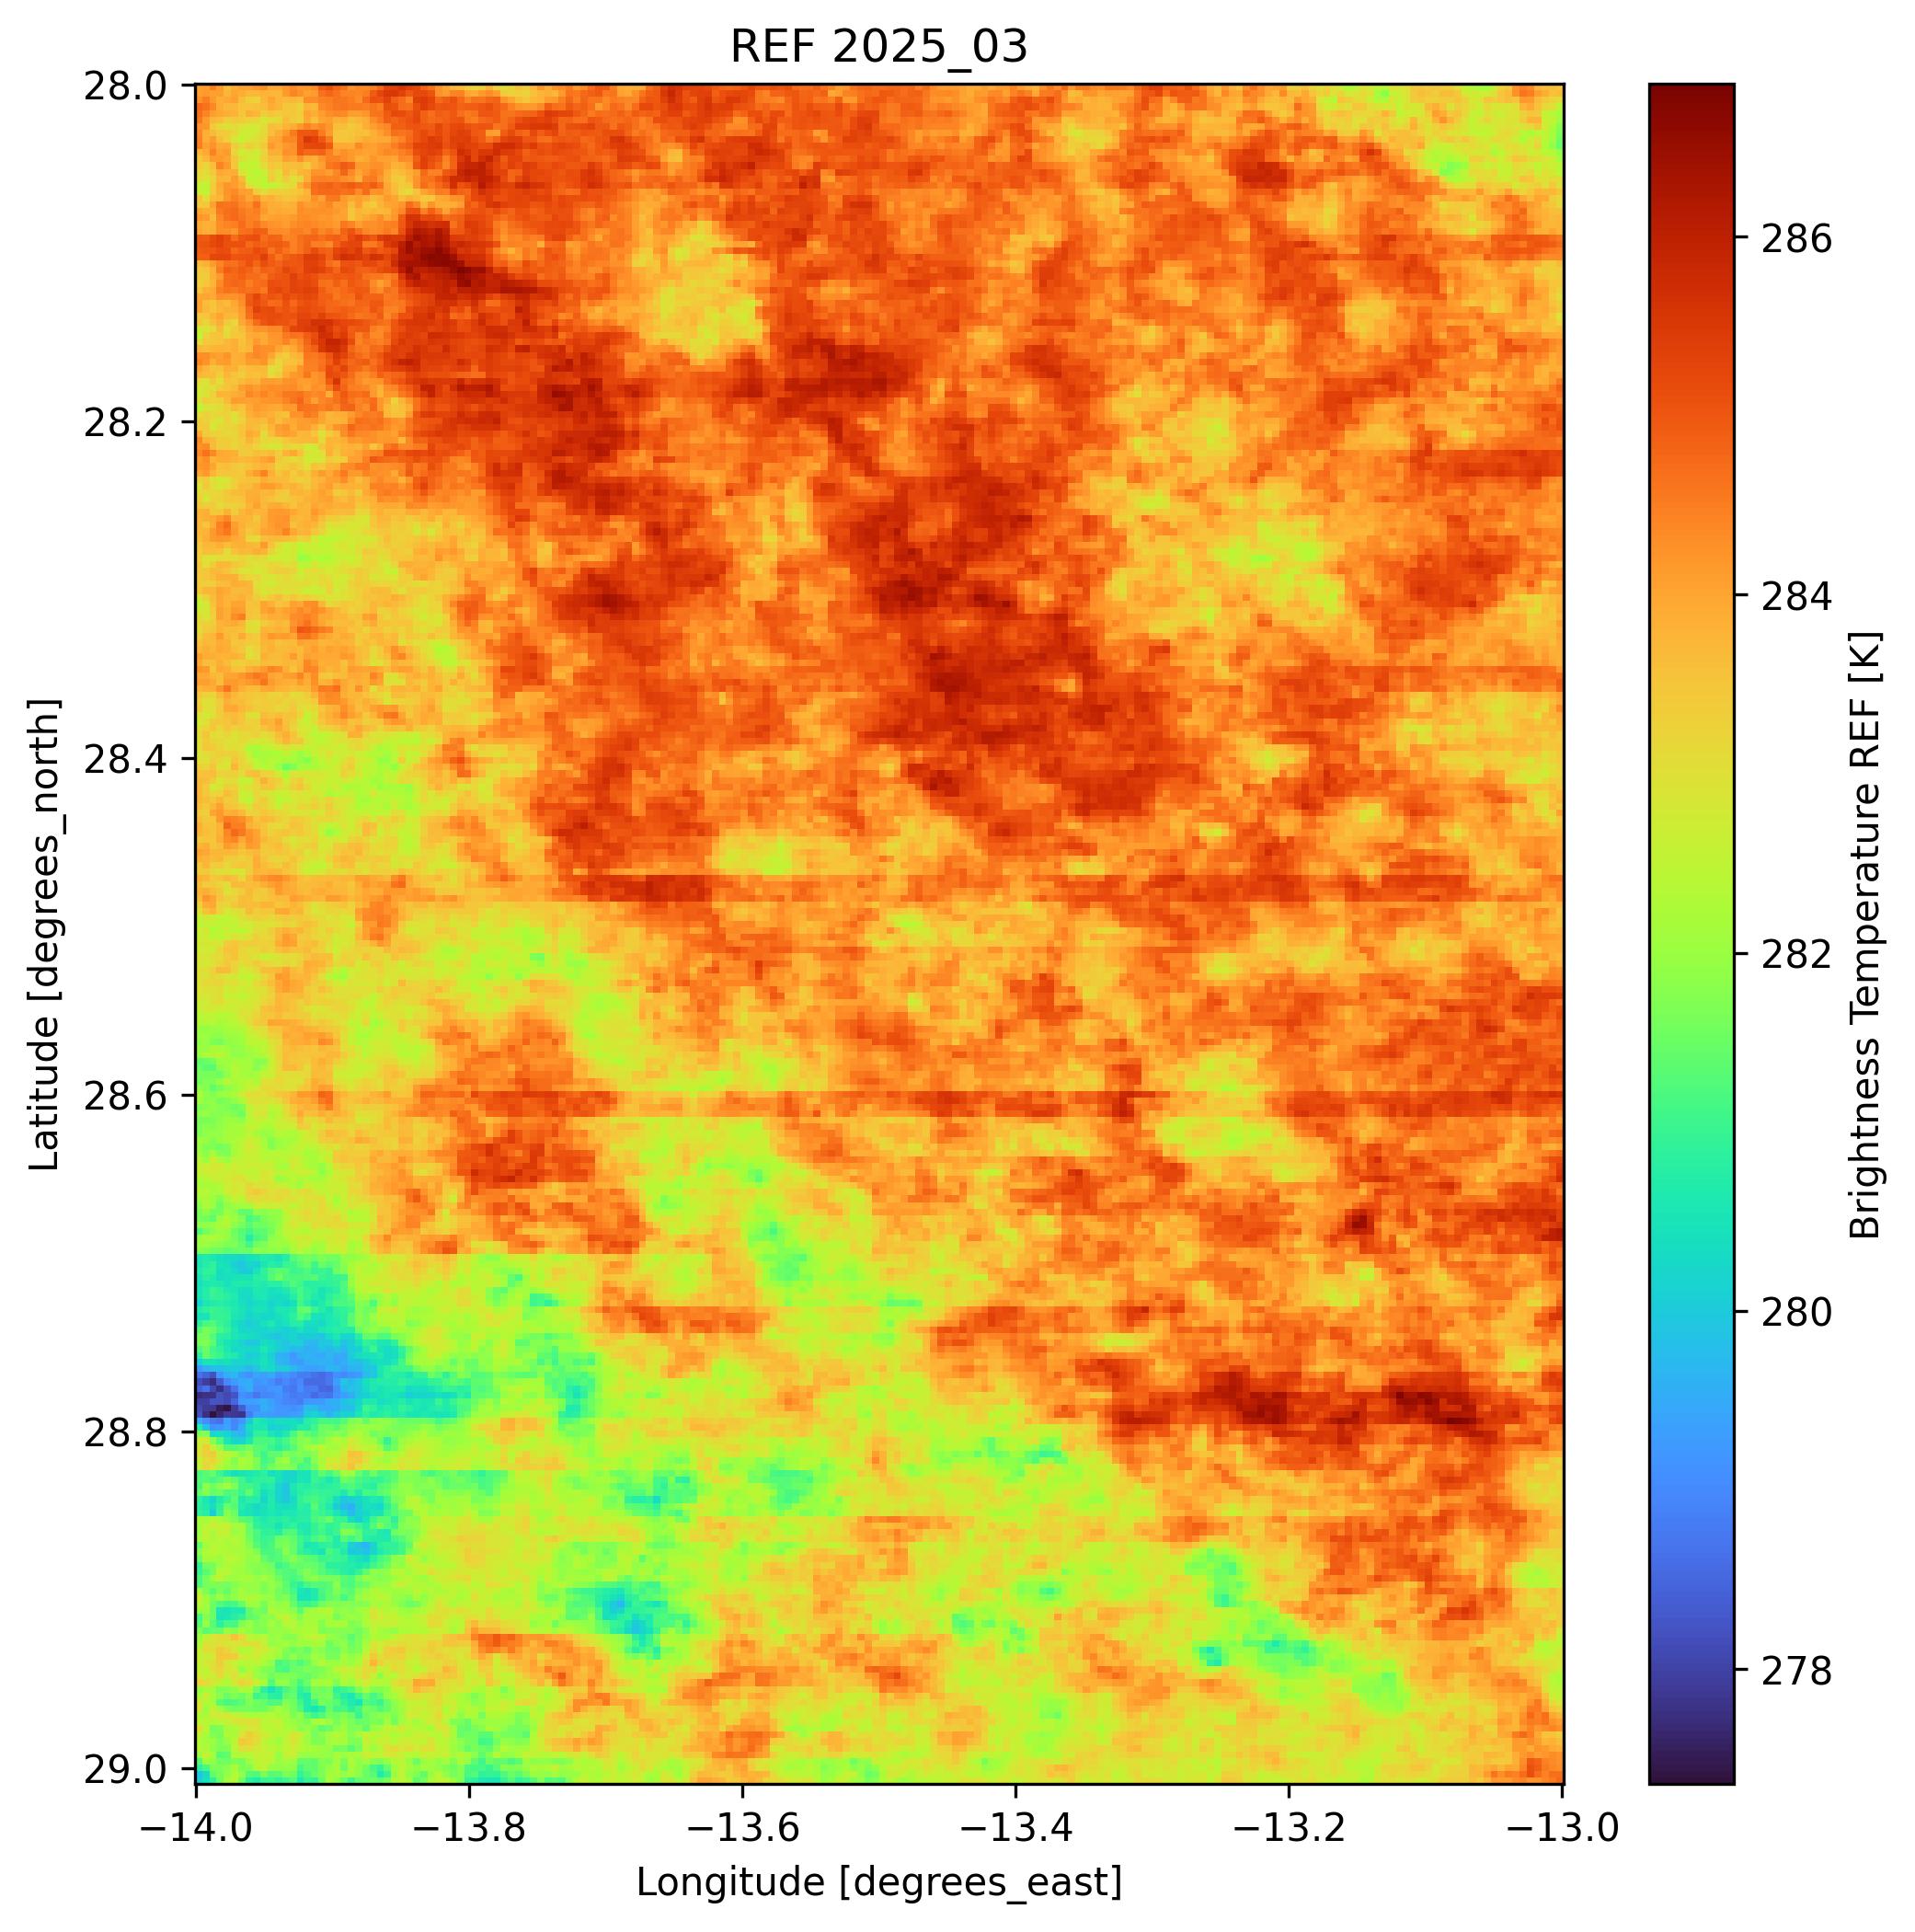 REF 2025_03
28.0
28.2
28.4
28.6
28.8
29.0
Latitude [degrees_north]
−14.0 −13.8 −13.6 −13.4 −13.2 −13.0
Longitude [degrees_east]
286
284
282
280
278
Brightness Temperature REF [K]